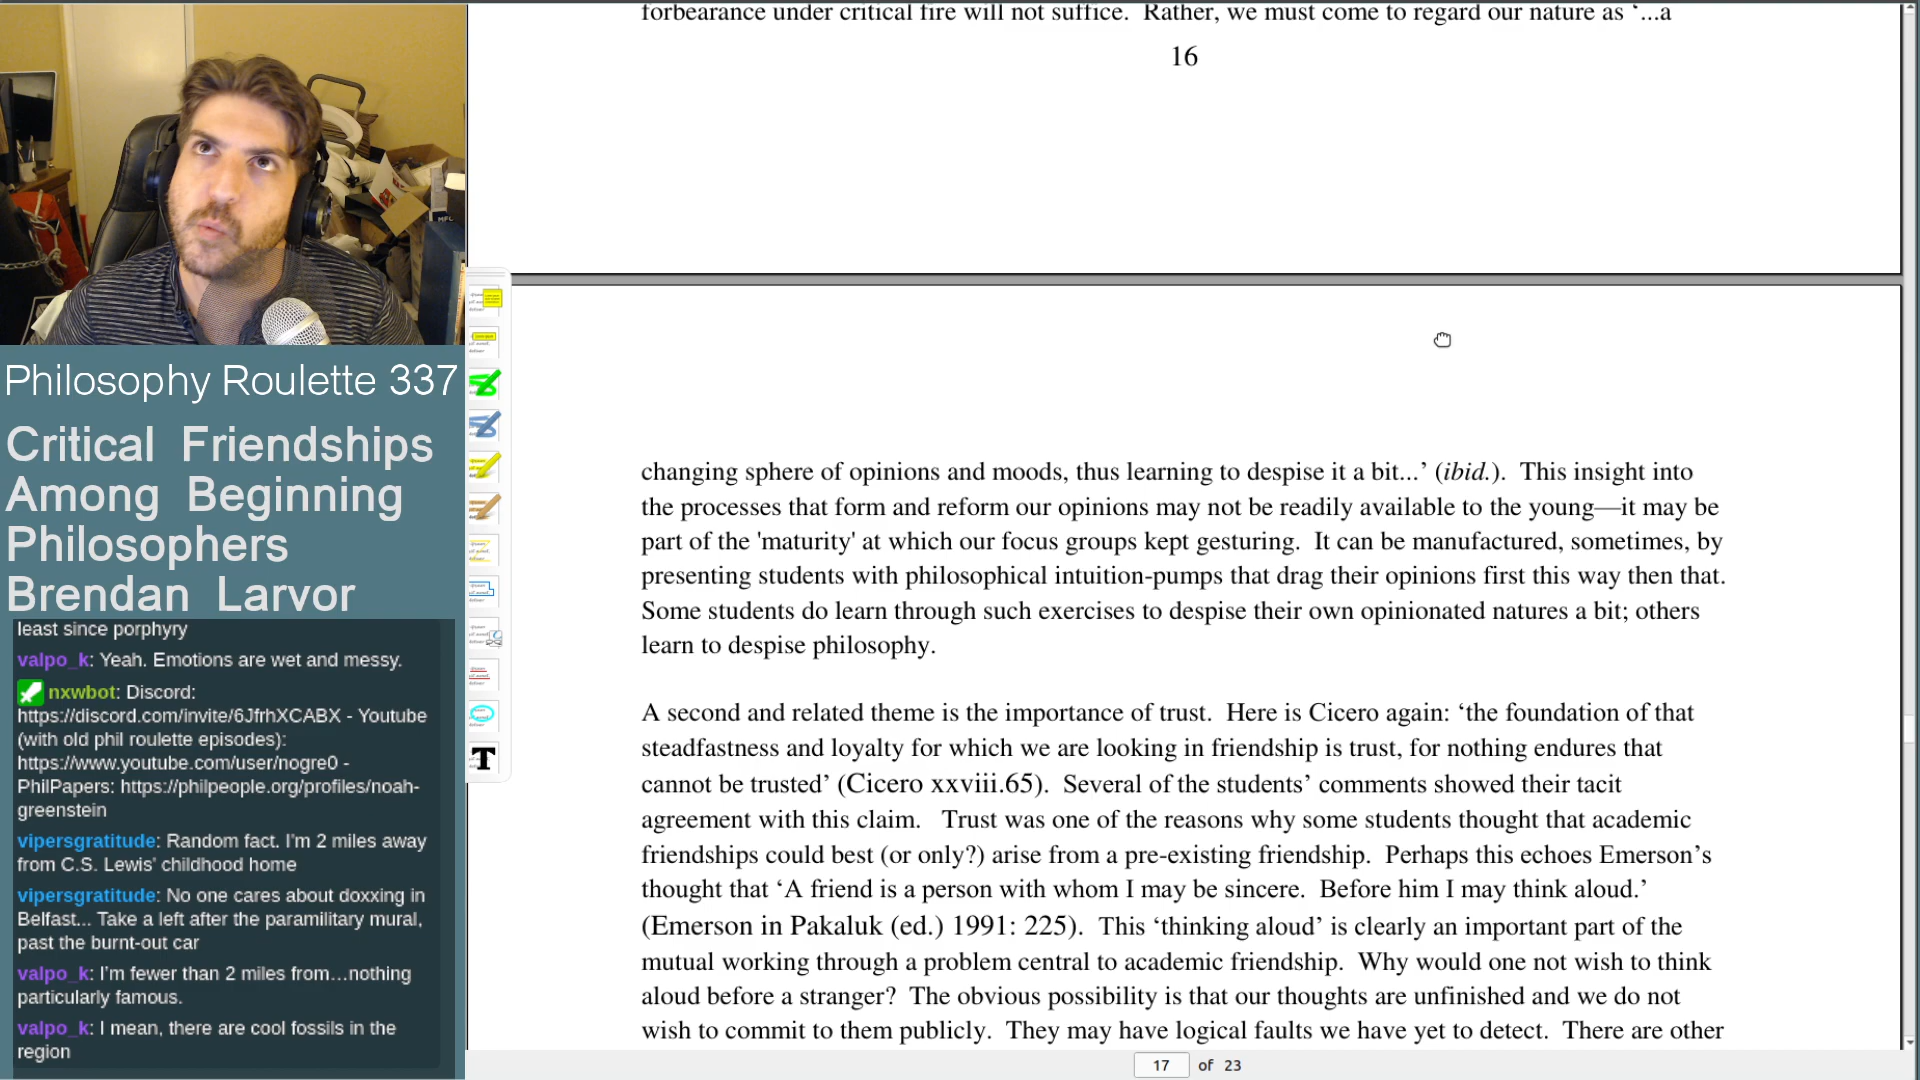 forbearance under critical fire will not suffice.  Rather, we must come to regard our nature as ‘...a
16
Philosophy Roulette 337
Critical Friendships
Among Beginning
Philosophers
Brendan Larvor
least since porphyry
valpo_k: Yeah. Emotions are wet and messy.
nxwbot: Discord:
https://discord.com/invite/6JfrhXCABX - Youtube
(with old phil roulette episodes):
https://www.youtube.com/user/nogre0 -
PhilPapers: https://philpeople.org/profiles/noah-
greenstein
vipersgratitude: Random fact. I'm 2 miles away
from C.S. Lewis' childhood home
vipersgratitude: No one cares about doxxing in
Belfast... Take a left after the paramilitary mural,
past the burnt-out car
valpo_k: I'm fewer than 2 miles from…nothing
particularly famous.
valpo_k: I mean, there are cool fossils in the
region
T
changing sphere of opinions and moods, thus learning to despise it a bit...’ (ibid.).  This insight into
the processes that form and reform our opinions may not be readily available to the young—it may be
part of the 'maturity' at which our focus groups kept gesturing.  It can be manufactured, sometimes, by
presenting students with philosophical intuition-pumps that drag their opinions first this way then that.
Some students do learn through such exercises to despise their own opinionated natures a bit; others
learn to despise philosophy.
A second and related theme is the importance of trust.  Here is Cicero again: ‘the foundation of that
steadfastness and loyalty for which we are looking in friendship is trust, for nothing endures that
cannot be trusted’ (Cicero xxviii.65).  Several of the students’ comments showed their tacit
agreement with this claim.   Trust was one of the reasons why some students thought that academic
friendships could best (or only?) arise from a pre-existing friendship.  Perhaps this echoes Emerson’s
thought that ‘A friend is a person with whom I may be sincere.  Before him I may think aloud.’
(Emerson in Pakaluk (ed.) 1991: 225).  This ‘thinking aloud’ is clearly an important part of the
mutual working through a problem central to academic friendship.  Why would one not wish to think
aloud before a stranger?  The obvious possibility is that our thoughts are unfinished and we do not
wish to commit to them publicly.  They may have logical faults we have yet to detect.  There are other
17 of 23